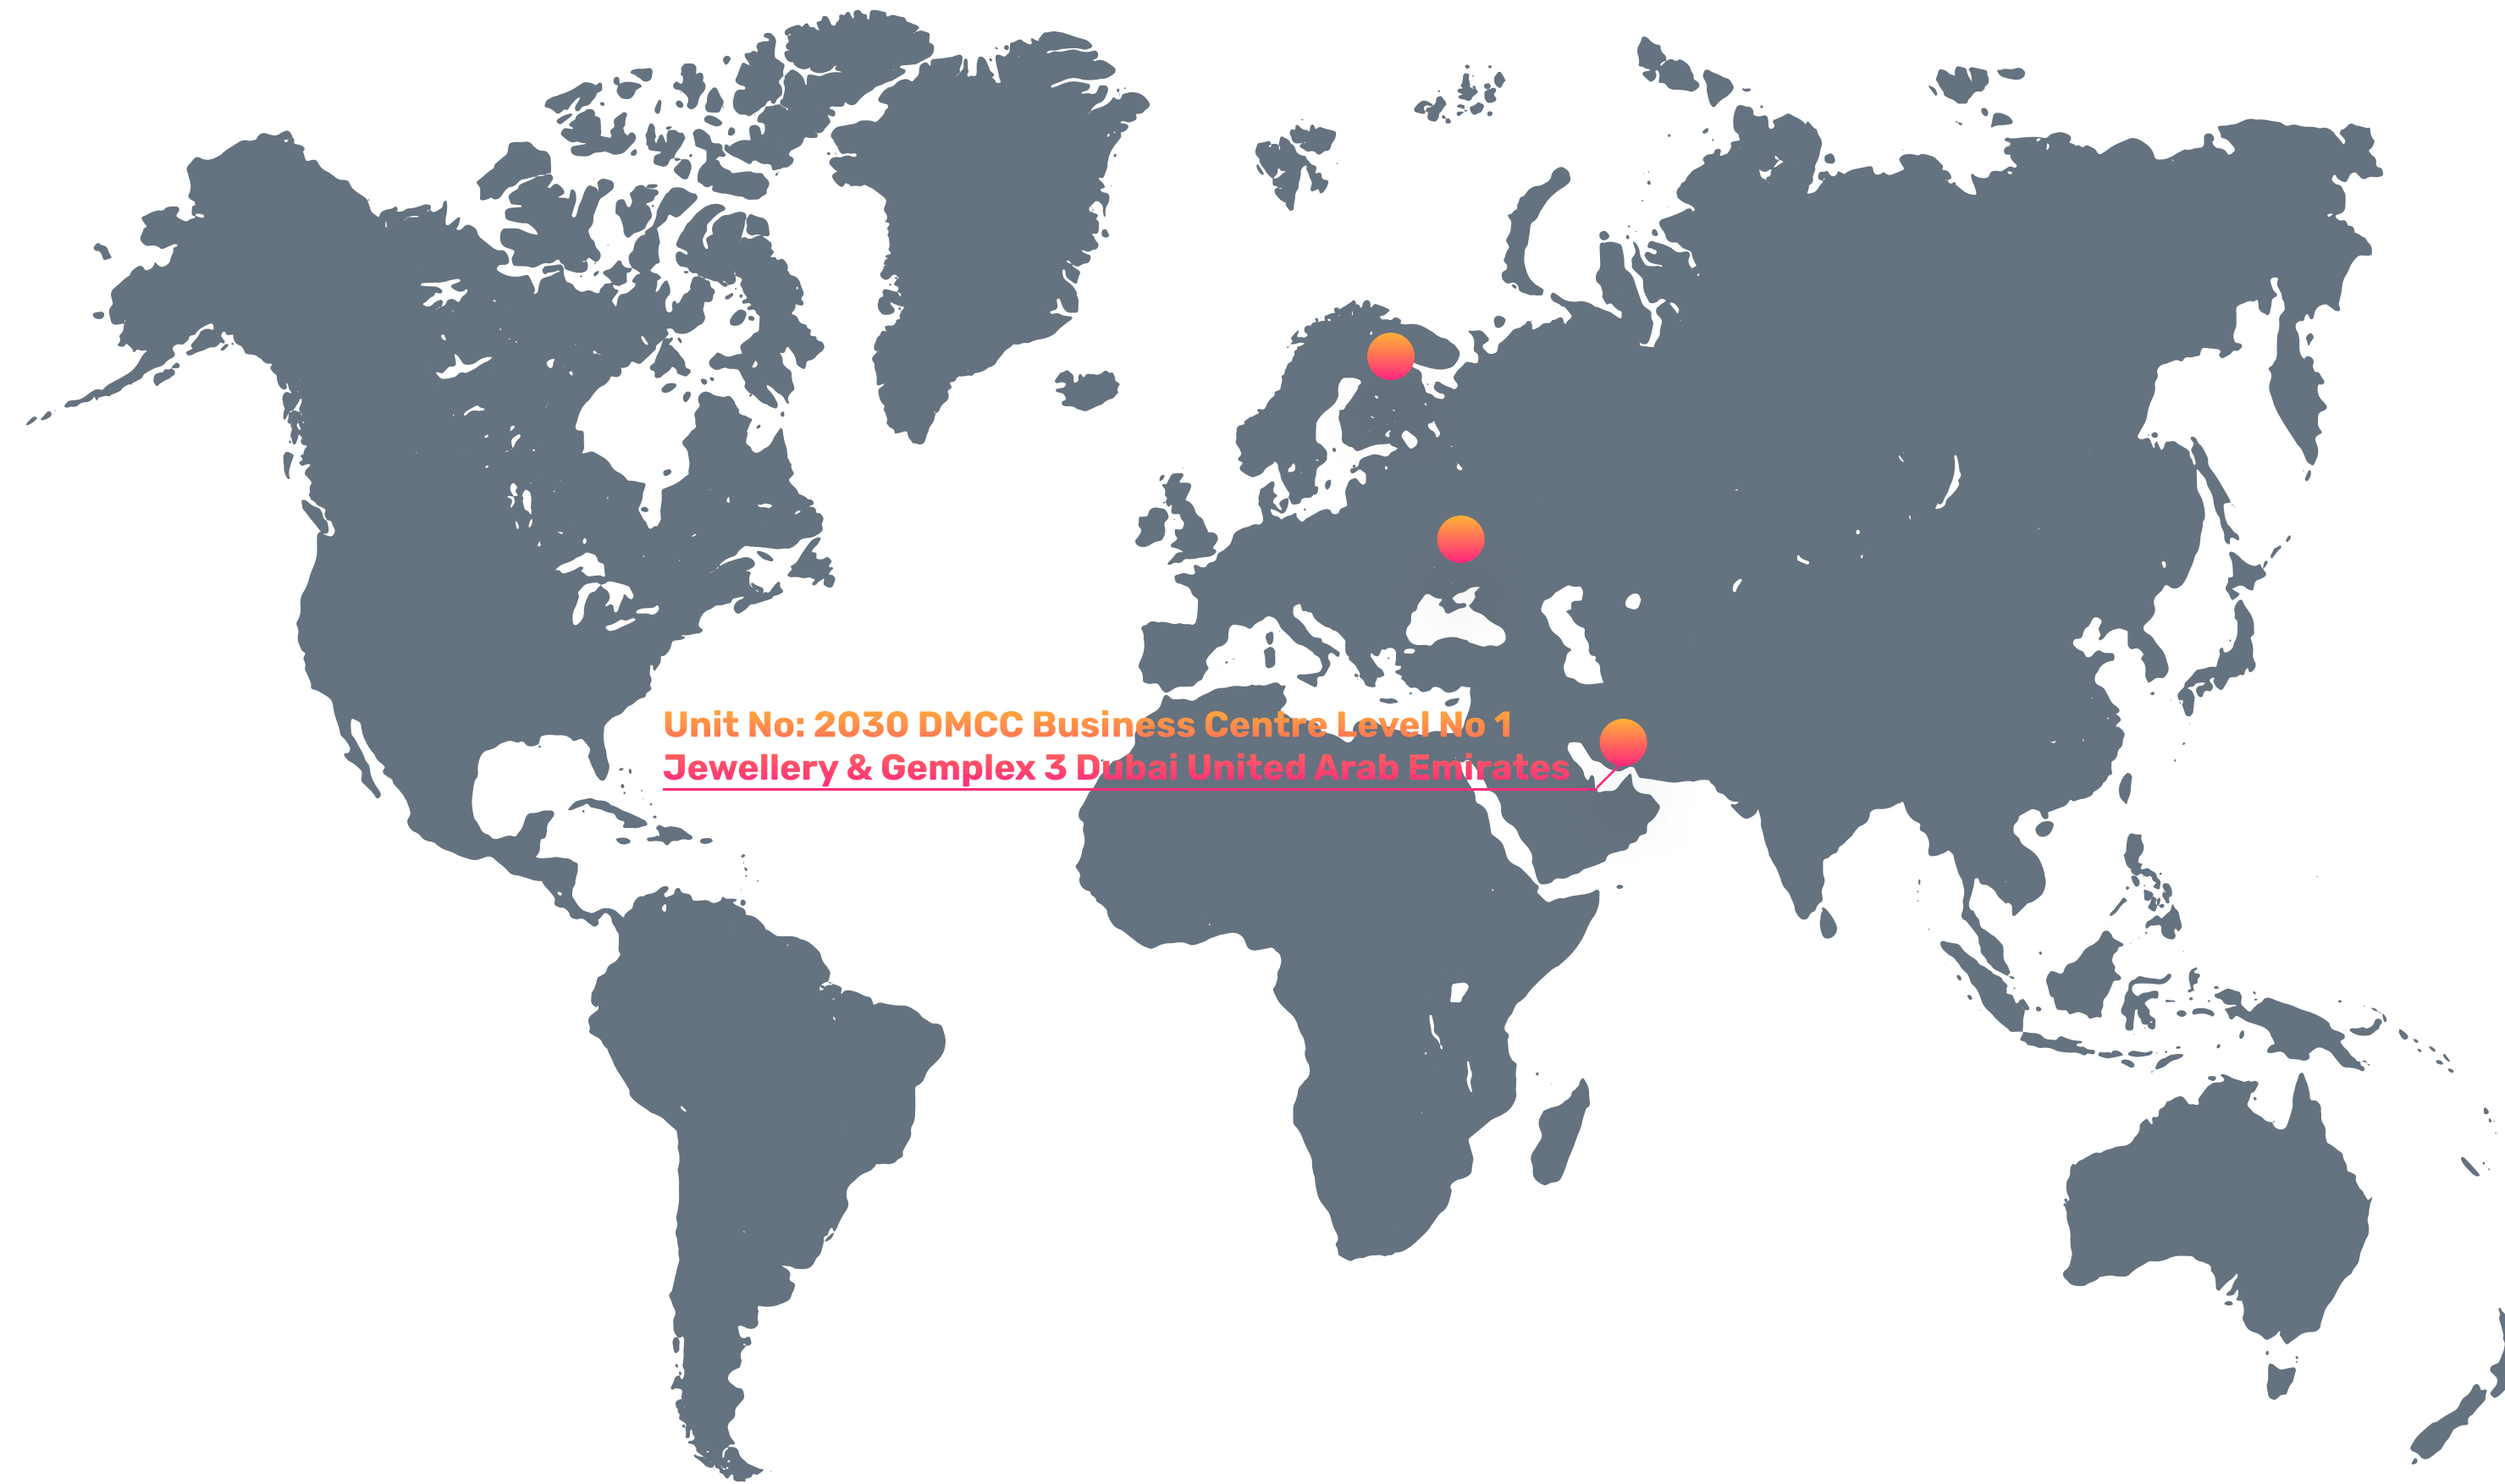 Unit No: 2030 DMCC Business Centre Level No 1
Jewellery & Gemplex 3 Dubai United Arab Emirates